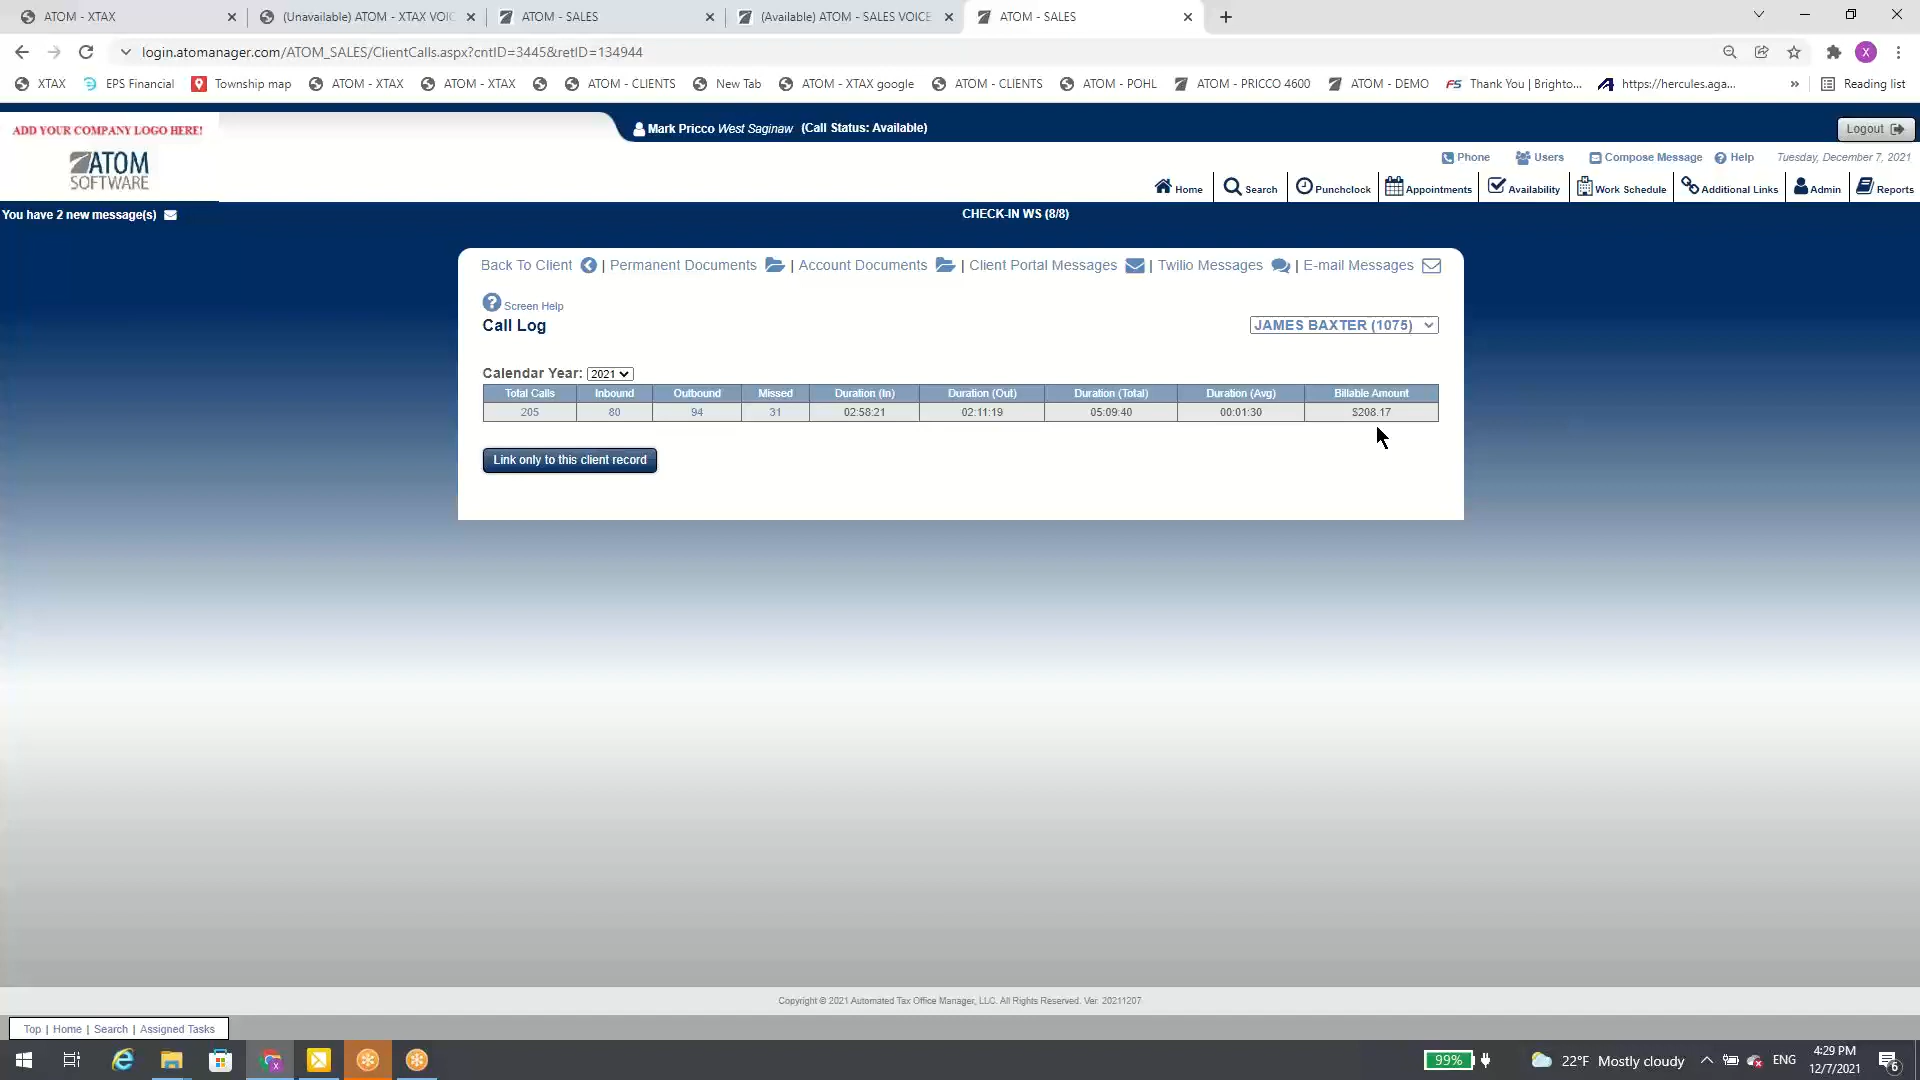 ATOM - XTAX
(Unavailable) ATOM - XTAX VOIC
ATOM - SALES
(Available) ATOM - SALES VOICE
ATOM - SALES
login.atomanager.com/ATOM_SALES/ClientCalls.aspx?cntID=3445&retID=134944
X
XTAX
EPS Financial
Township map
ATOM - XTAX
ATOM - XTAX
ATOM - CLIENTS
New Tab
ATOM - XTAX google
ATOM - CLIENTS
ATOM - POHL
ATOM - PRICCO 4600
ATOM - DEMO
FS Thank You | Brighto...
https://hercules.aga...
»
Reading list
ADD YOUR COMPANY LOGO HERE!
ATOM
SOFTWARE
Mark Pricco West Saginaw (Call Status: Available)
Logout
Phone Users Compose Message Help Tuesday, December 7, 2021
Home Search Punchclock Appointments Availability Work Schedule Additional Links Admin Reports
You have 2 new message(s)
CHECK-IN WS (8/8)
Back To Client | Permanent Documents | Account Documents | Client Portal Messages | Twilio Messages | E-mail Messages
? Screen Help
Call Log
JAMES BAXTER (1075)
Calendar Year: 2021
Total Calls Inbound Outbound Missed Duration (In) Duration (Out) Duration (Total) Duration (Avg) Billable Amount
205 80 94 31 02:58:21 02:11:19 05:09:40 00:01:30 $208.17
Link only to this client record
Copyright © 2021 Automated Tax Office Manager, LLC. All Rights Reserved. Ver. 20211207
Top | Home | Search | Assigned Tasks
99%
22°F Mostly cloudy
ENG
4:29 PM
12/7/2021
6